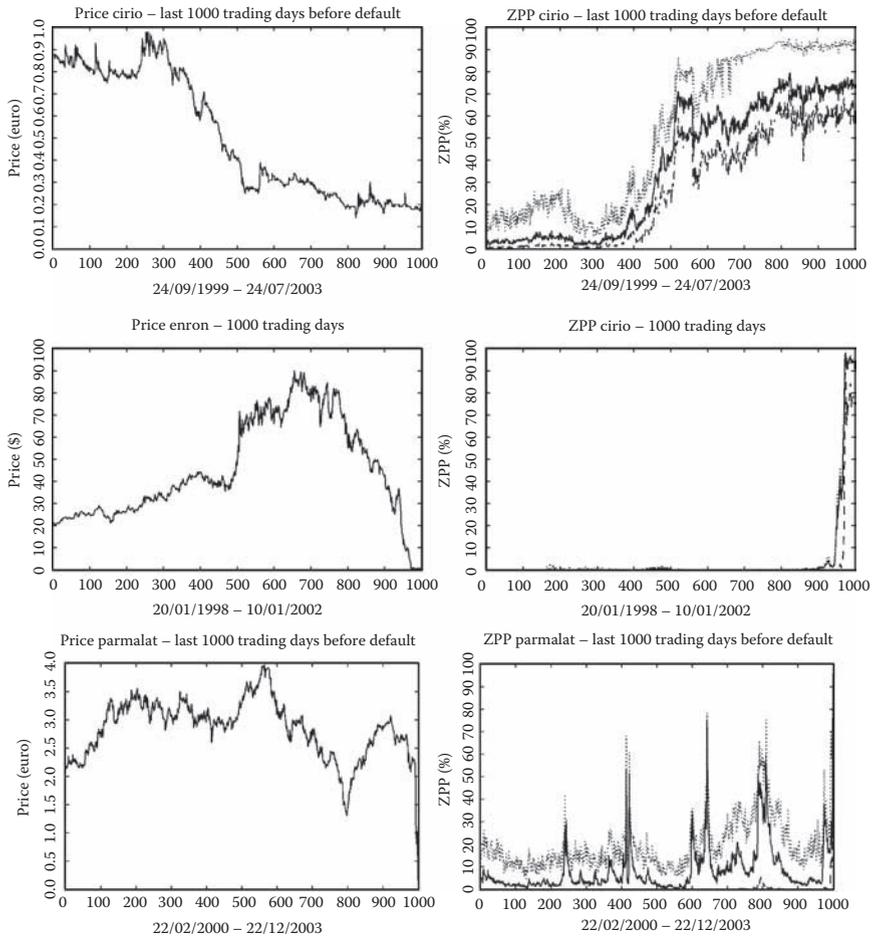 Price cirio – last 1000 trading days before default
Price (euro)
0.0 0.1 0.2 0.3 0.4 0.5 0.6 0.7 0.8 0.9 1.0
0 100 200 300 400 500 600 700 800 900 1000
24/09/1999 – 24/07/2003
ZPP cirio – last 1000 trading days before default
ZPP(%)
0 10 20 30 40 50 60 70 80 90 100
0 100 200 300 400 500 600 700 800 900 1000
24/09/1999 – 24/07/2003
Price enron – 1000 trading days
Price ($)
0 10 20 30 40 50 60 70 80 90 100
0 100 200 300 400 500 600 700 800 900 1000
20/01/1998 – 10/01/2002
ZPP cirio – 1000 trading days
ZPP (%)
0 10 20 30 40 50 60 70 80 90 100
0 100 200 300 400 500 600 700 800 900 1000
20/01/1998 – 10/01/2002
Price parmalat – last 1000 trading days before default
Price (euro)
0.0 0.5 1.0 1.5 2.0 2.5 3.0 3.5 4.0
0 100 200 300 400 500 600 700 800 900 1000
22/02/2000 – 22/12/2003
ZPP parmalat – last 1000 trading days before default
ZPP (%)
0 10 20 30 40 50 60 70 80 90 100
0 100 200 300 400 500 600 700 800 900 1000
22/02/2000 – 22/12/2003